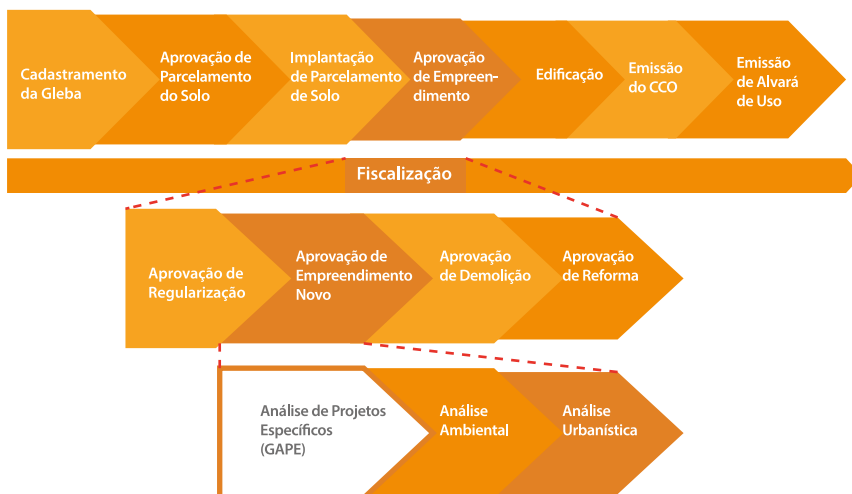 Cadastramento
da Gleba
Aprovação de
Parcelamento
do Solo
Implantação
de Parcelamento
de Solo
Aprovação
de Empreen-
dimento
Edificação
Emissão
do CCO
Emissão
de Alvará
de Uso
Fiscalização
Aprovação de
Regularização
Aprovação de
Empreendimento
Novo
Aprovação
de Demolição
Aprovação
de Reforma
Análise de Projetos
Específicos
(GAPE)
Análise
Ambiental
Análise
Urbanística